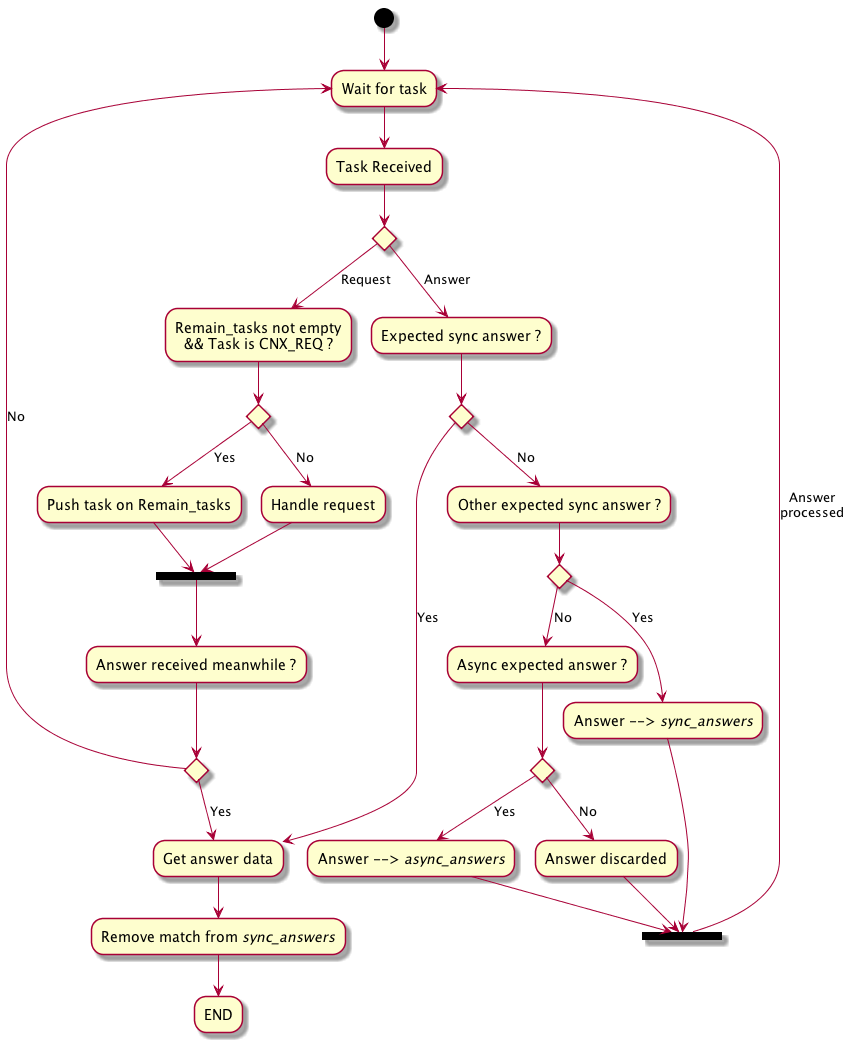 Wait for task
Task Received
Request
Answer
Remain_tasks not empty
&& Task is CNX_REQ ?
Expected sync answer ?
No
Yes
No
No
Push task on Remain_tasks
Handle request
Other expected sync answer ?
Answer
processed
Yes
No
Yes
Answer received meanwhile ?
Async expected answer ?
Answer --> sync_answers
Yes
Yes
No
Get answer data
Answer --> async_answers
Answer discarded
Remove match from sync_answers
END